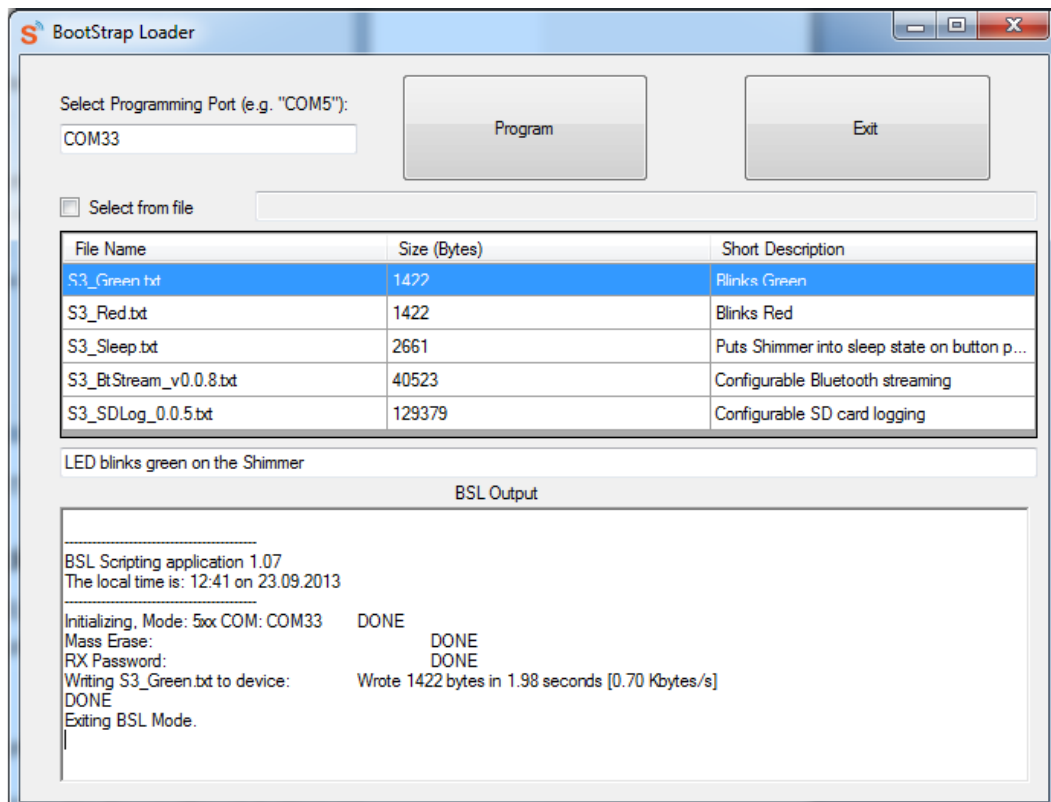 BootStrap Loader
Select Programming Port (e.g. "COM5"):
COM33
Program
Exit
Select from file
File Name Size (Bytes) Short Description
S3_Green.txt 1422 Blinks Green
S3_Red.txt 1422 Blinks Red
S3_Sleep.txt 2661 Puts Shimmer into sleep state on button p...
S3_BtStream_v0.0.8.txt 40523 Configurable Bluetooth streaming
S3_SDLog_0.0.5.txt 129379 Configurable SD card logging
LED blinks green on the Shimmer
BSL Output
-------------------------------------------
BSL Scripting application 1.07
The local time is: 12:41 on 23.09.2013
-------------------------------------------
Initializing, Mode: 5xx COM: COM33 DONE
Mass Erase: DONE
RX Password: DONE
Writing S3_Green.txt to device: Wrote 1422 bytes in 1.98 seconds [0.70 Kbytes/s]
DONE
Exiting BSL Mode.